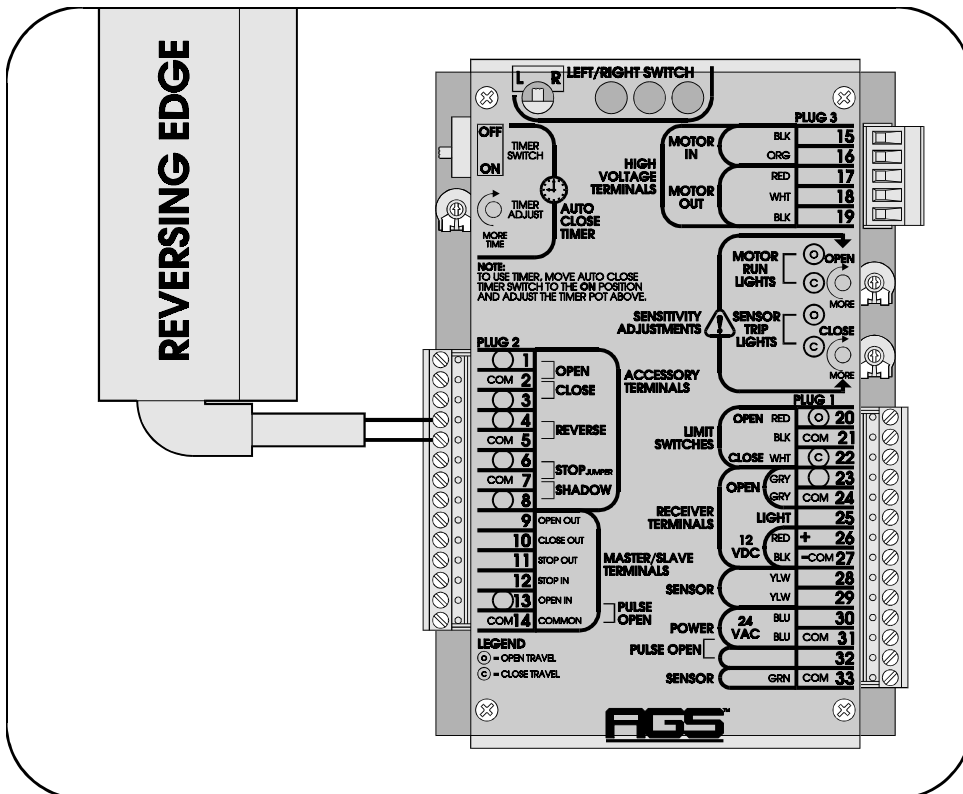 REVERSING EDGE
L R LEFT/RIGHT SWITCH
OFF
ON
TIMER
SWITCH
TIMER
ADJUST
MORE
TIME
AUTO
CLOSE
TIMER
NOTE:
TO USE TIMER, MOVE AUTO CLOSE
TIMER SWITCH TO THE ON POSITION
AND ADJUST THE TIMER POT ABOVE.
PLUG 3
HIGH
VOLTAGE
TERMINALS
MOTOR
IN
MOTOR
OUT
BLK 15
ORG 16
RED 17
WHT 18
BLK 19
MOTOR
RUN
LIGHTS
O OPEN
C
MORE
SENSITIVITY
ADJUSTMENTS
!
SENSOR
TRIP
LIGHTS
O CLOSE
C
MORE
PLUG 2
1
COM 2
3
4
COM 5
6
COM 7
8
OPEN
CLOSE
REVERSE
STOP JUMPER
SHADOW
ACCESSORY
TERMINALS
9 OPEN OUT
10 CLOSE OUT
11 STOP OUT
12 STOP IN
13 OPEN IN
COM 14 COMMON
MASTER/SLAVE
TERMINALS
PULSE
OPEN
LEGEND
O = OPEN TRAVEL
C = CLOSE TRAVEL
PLUG 1
LIMIT
SWITCHES
OPEN RED O 20
BLK COM 21
CLOSE WHT C 22
RECEIVER
TERMINALS
OPEN
GRY 23
GRY COM 24
LIGHT 25
12
VDC
RED + 26
BLK -COM 27
SENSOR
YLW 28
YLW 29
POWER
24
VAC
BLU 30
BLU COM 31
PULSE OPEN
32
SENSOR GRN COM 33
AGS™